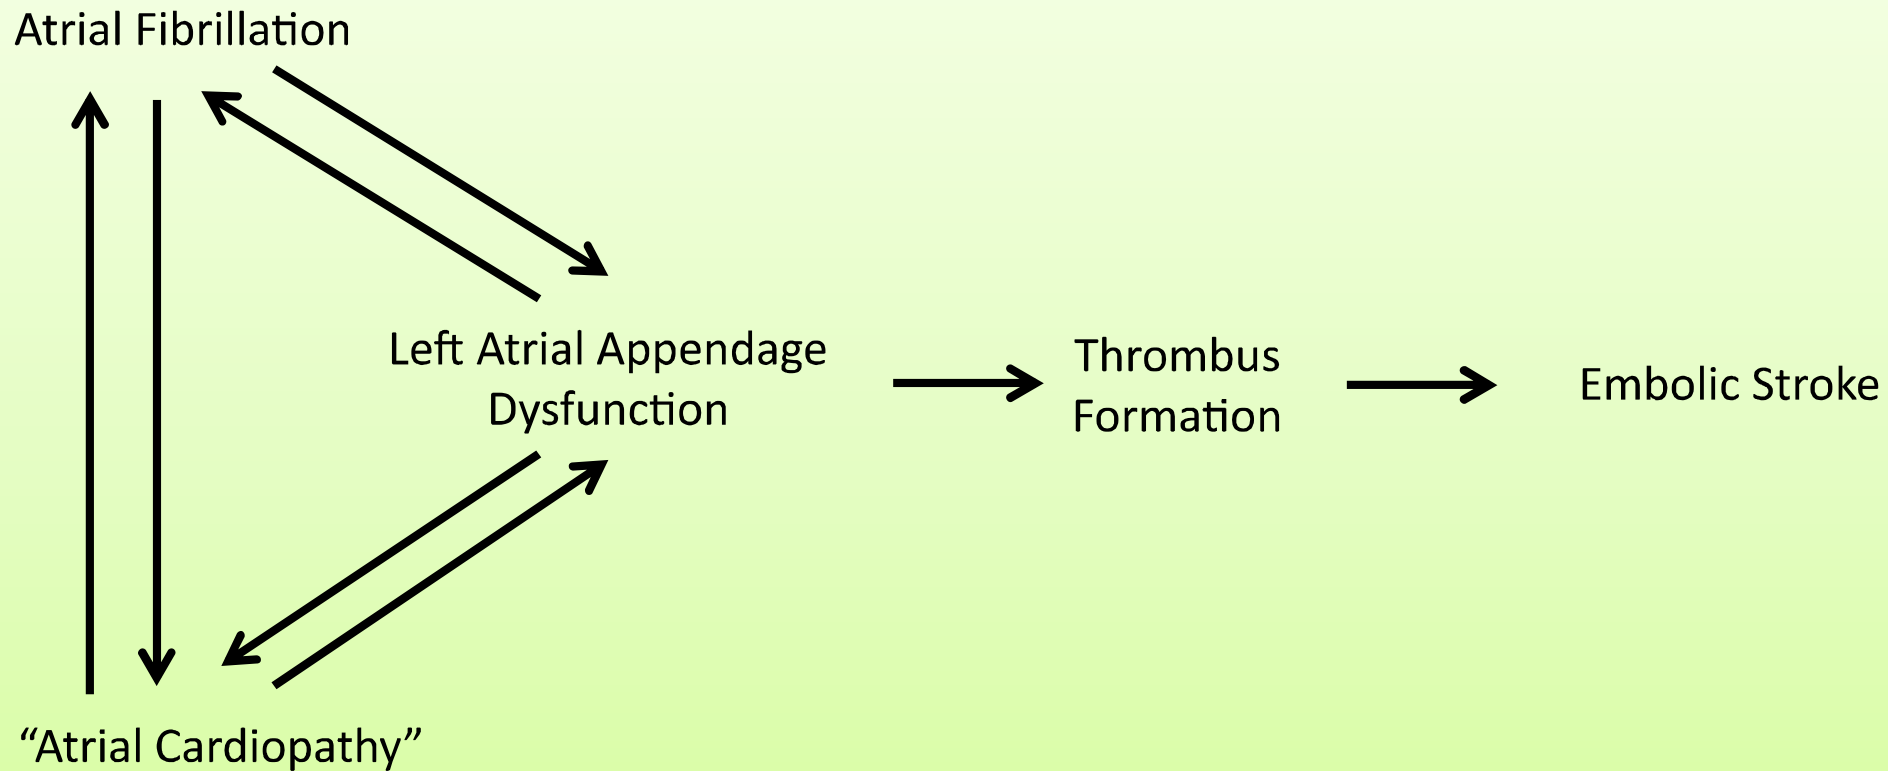 Atrial Fibrillation
Left Atrial Appendage
Dysfunction
Thrombus
Formation
Embolic Stroke
“Atrial Cardiopathy”